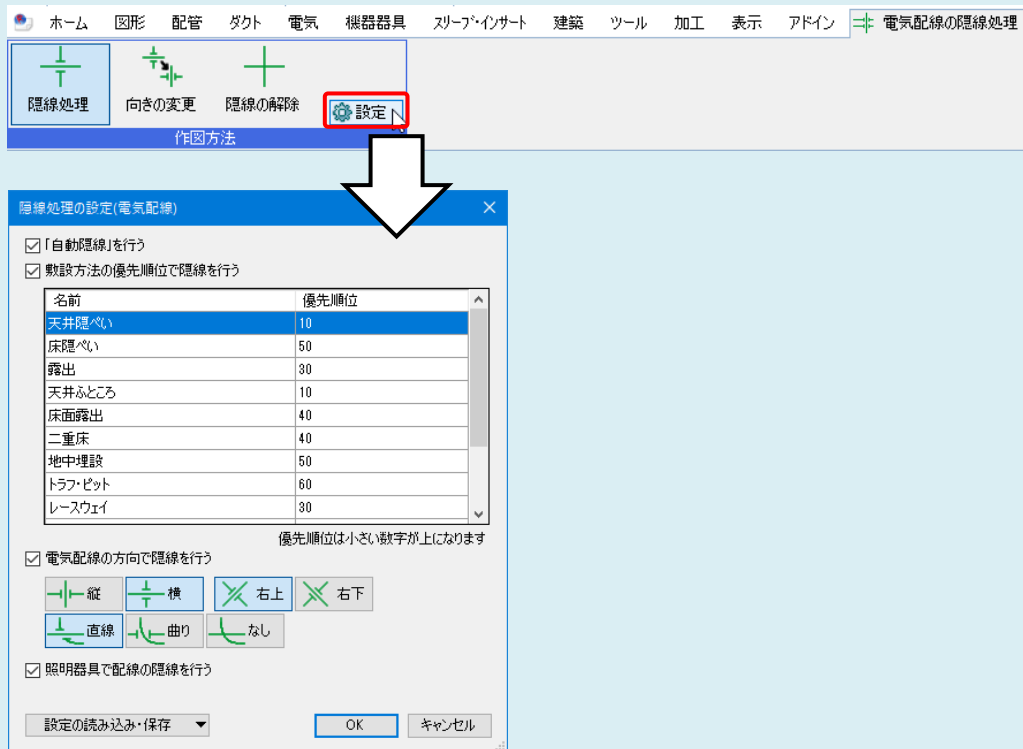 ホーム 図形 配管 ダクト 電気 機器器具 スリーブ・インサート 建築 ツール 加工 表示 アドイン 電気配線の隠線処理
隠線処理 向きの変更 隠線の解除 設定
作図方法
隠線処理の設定(電気配線)
「自動隠線」を行う
敷設方法の優先順位で隠線を行う
名前 優先順位
天井隠ぺい 10
床隠ぺい 50
露出 30
天井ふところ 10
床面露出 40
二重床 40
地中埋設 50
トラフ・ピット 60
レースウェイ 30
優先順位は小さい数字が上になります
電気配線の方向で隠線を行う
縦 横 右上 右下
直線 曲り なし
照明器具で配線の隠線を行う
設定の読み込み・保存 OK キャンセル